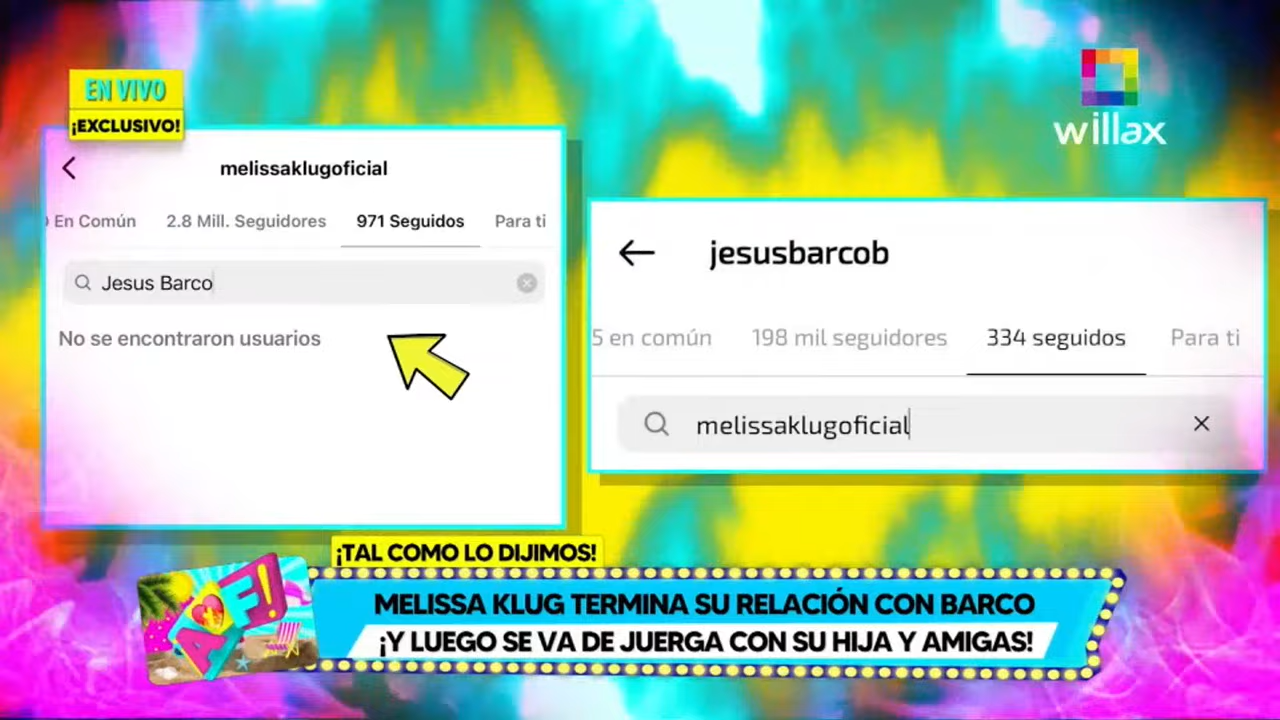 EN VIVO
¡EXCLUSIVO!
willax
melissaklugoficial
En Común 2.8 Mill. Seguidores 971 Seguidos Para ti
Jesus Barco
No se encontraron usuarios
jesusbarcob
5 en común 198 mil seguidores 334 seguidos Para ti
melissaklugoficial
¡TAL COMO LO DIJIMOS!
AYF!
MELISSA KLUG TERMINA SU RELACIÓN CON BARCO
¡Y LUEGO SE VA DE JUERGA CON SU HIJA Y AMIGAS!